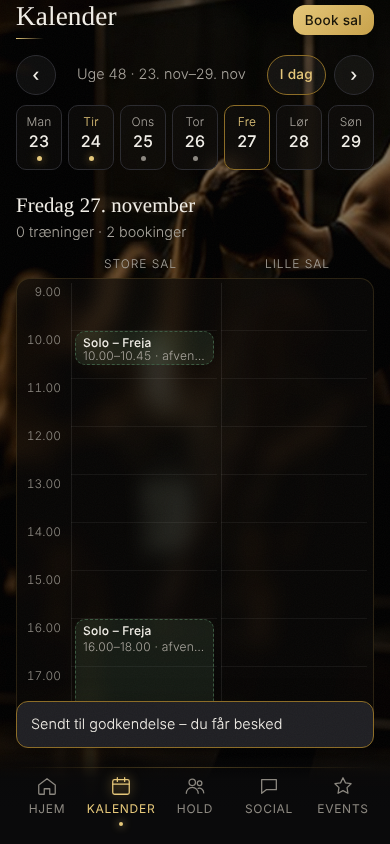 Kalender
Book sal
‹
Uge 48 · 23. nov–29. nov
I dag
›
Man
23
Tir
24
Ons
25
Tor
26
Fre
27
Lør
28
Søn
29
Fredag 27. november
0 træninger · 2 bookinger
STORE SAL
LILLE SAL
9.00
10.00
Solo – Freja
10.00–10.45 · afven...
11.00
12.00
13.00
14.00
15.00
16.00
Solo – Freja
16.00–18.00 · afven...
17.00
Sendt til godkendelse – du får besked
HJEM
KALENDER
HOLD
SOCIAL
EVENTS